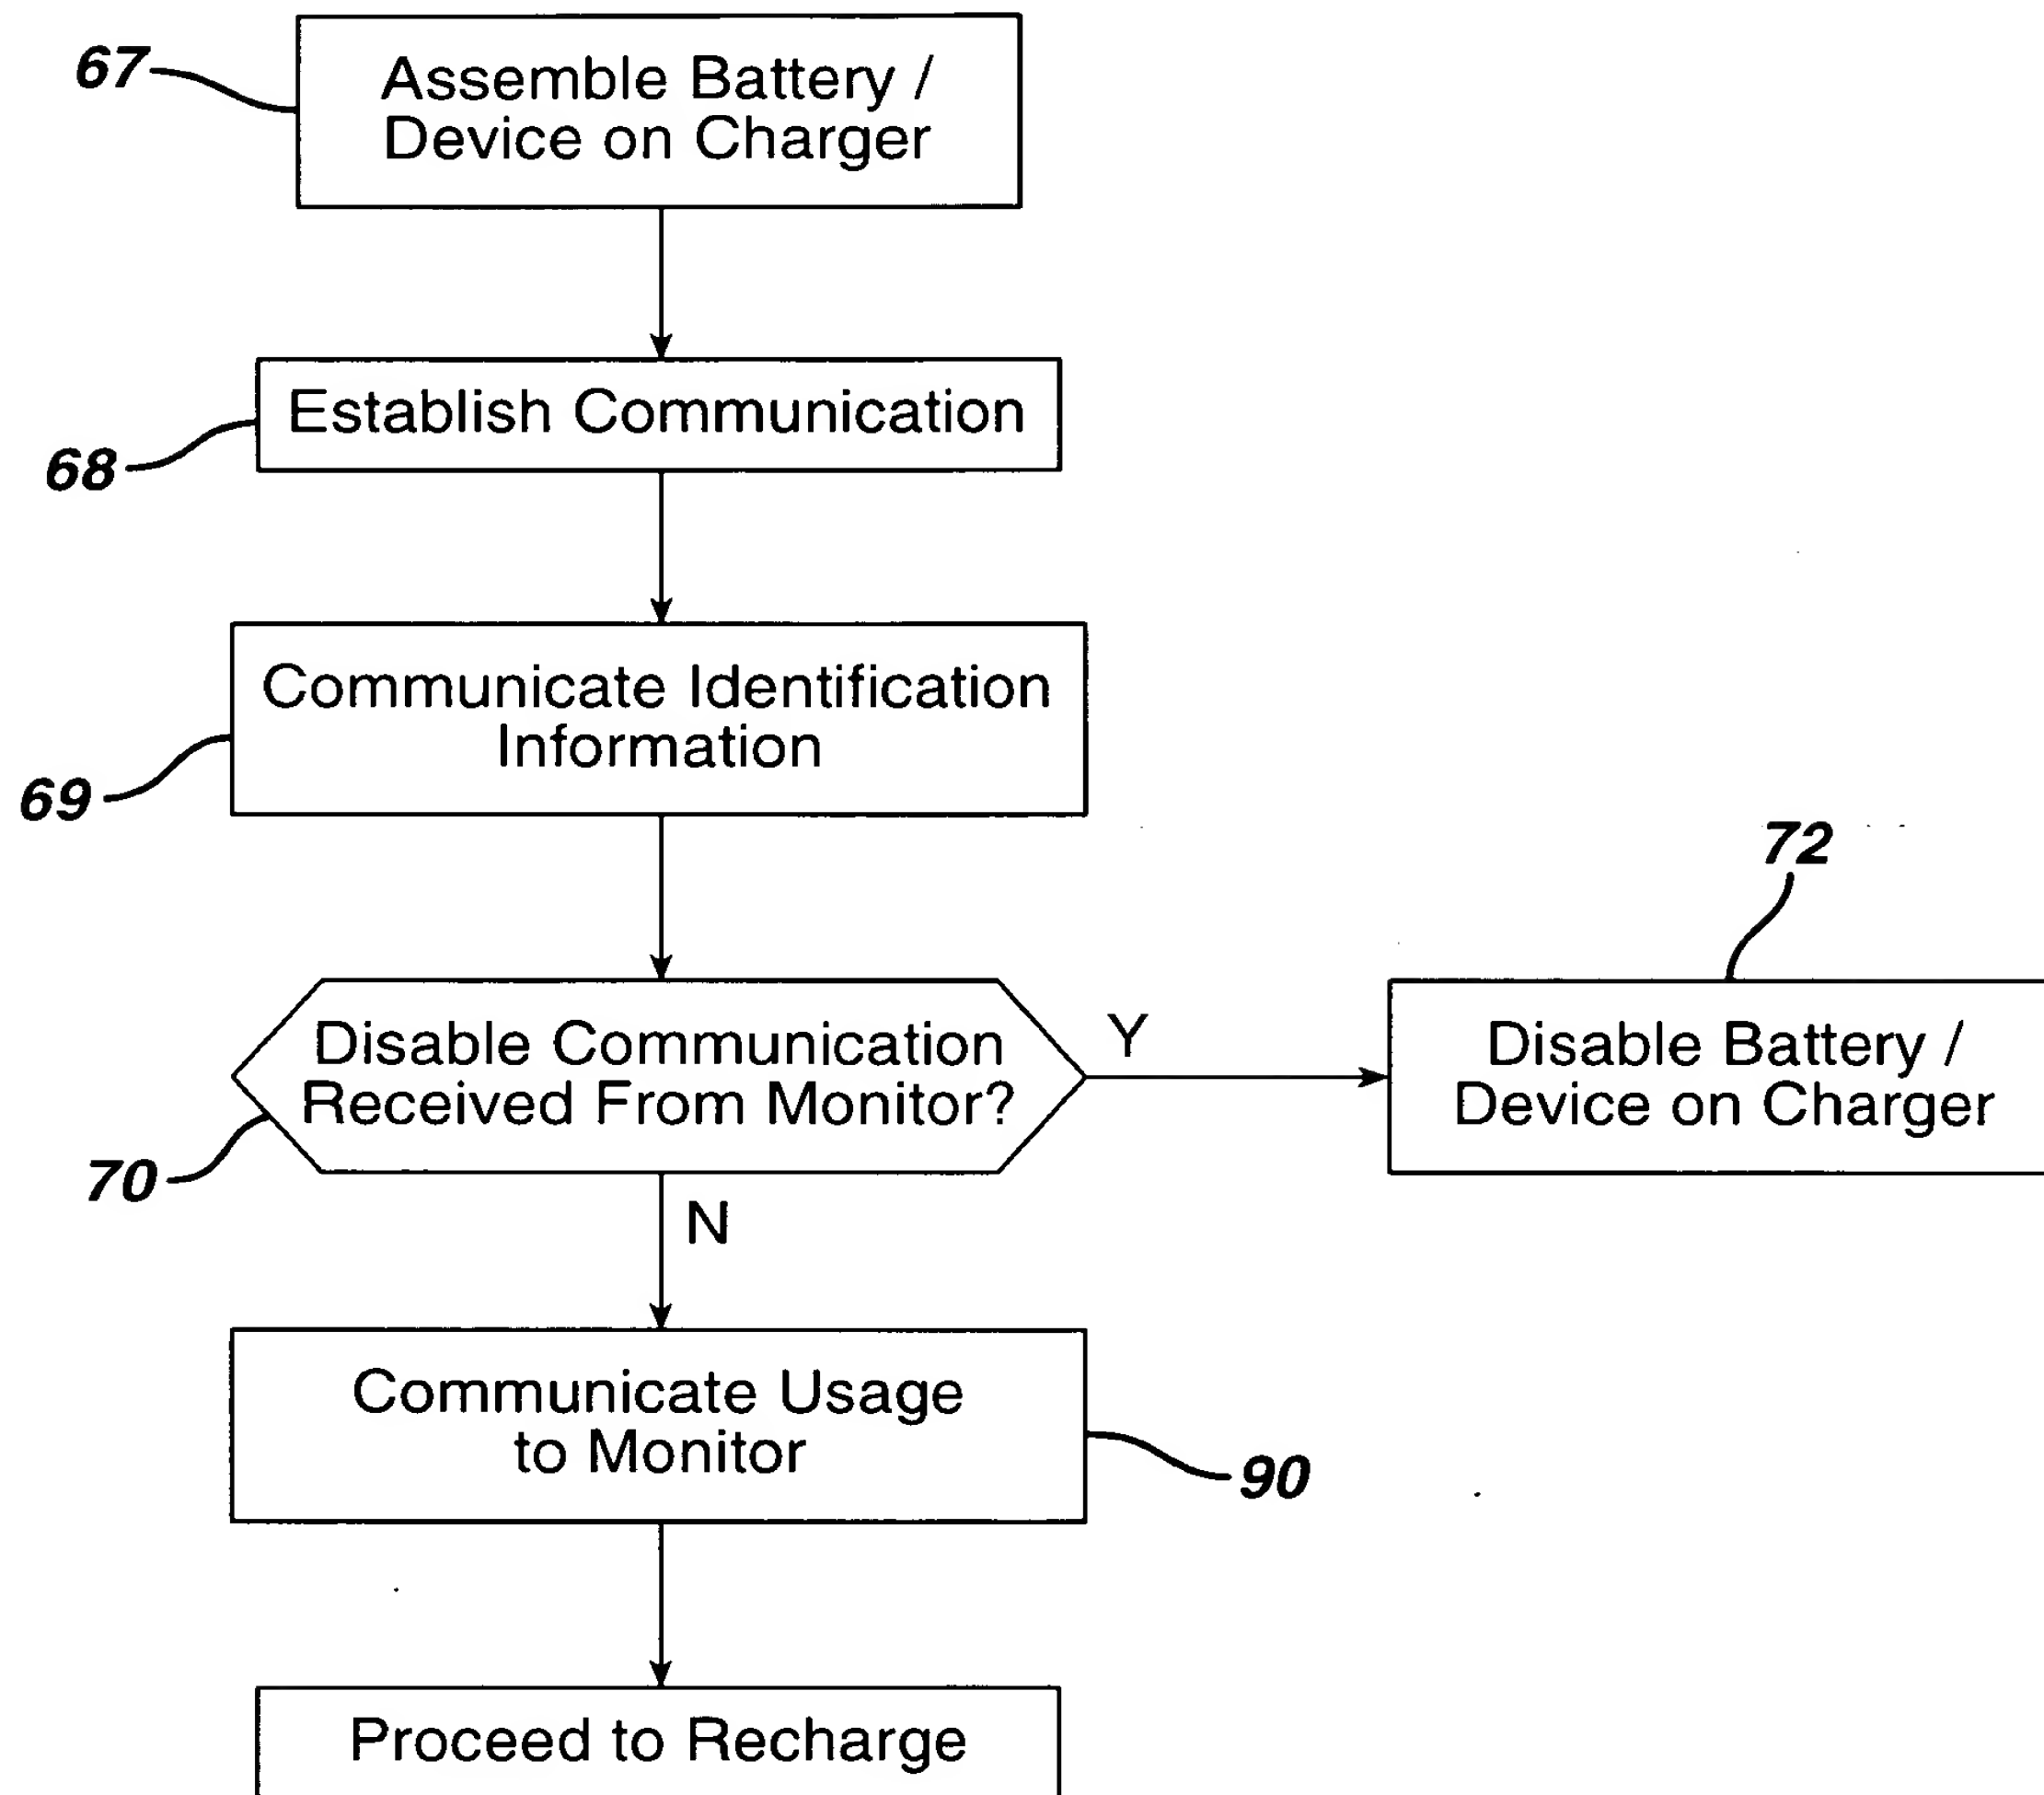 67
Assemble Battery /
Device on Charger
Establish Communication
68
Communicate Identification
Information
69
72
Disable Communication
Received From Monitor?
Y
Disable Battery /
Device on Charger
70
N
Communicate Usage
to Monitor
90
Proceed to Recharge